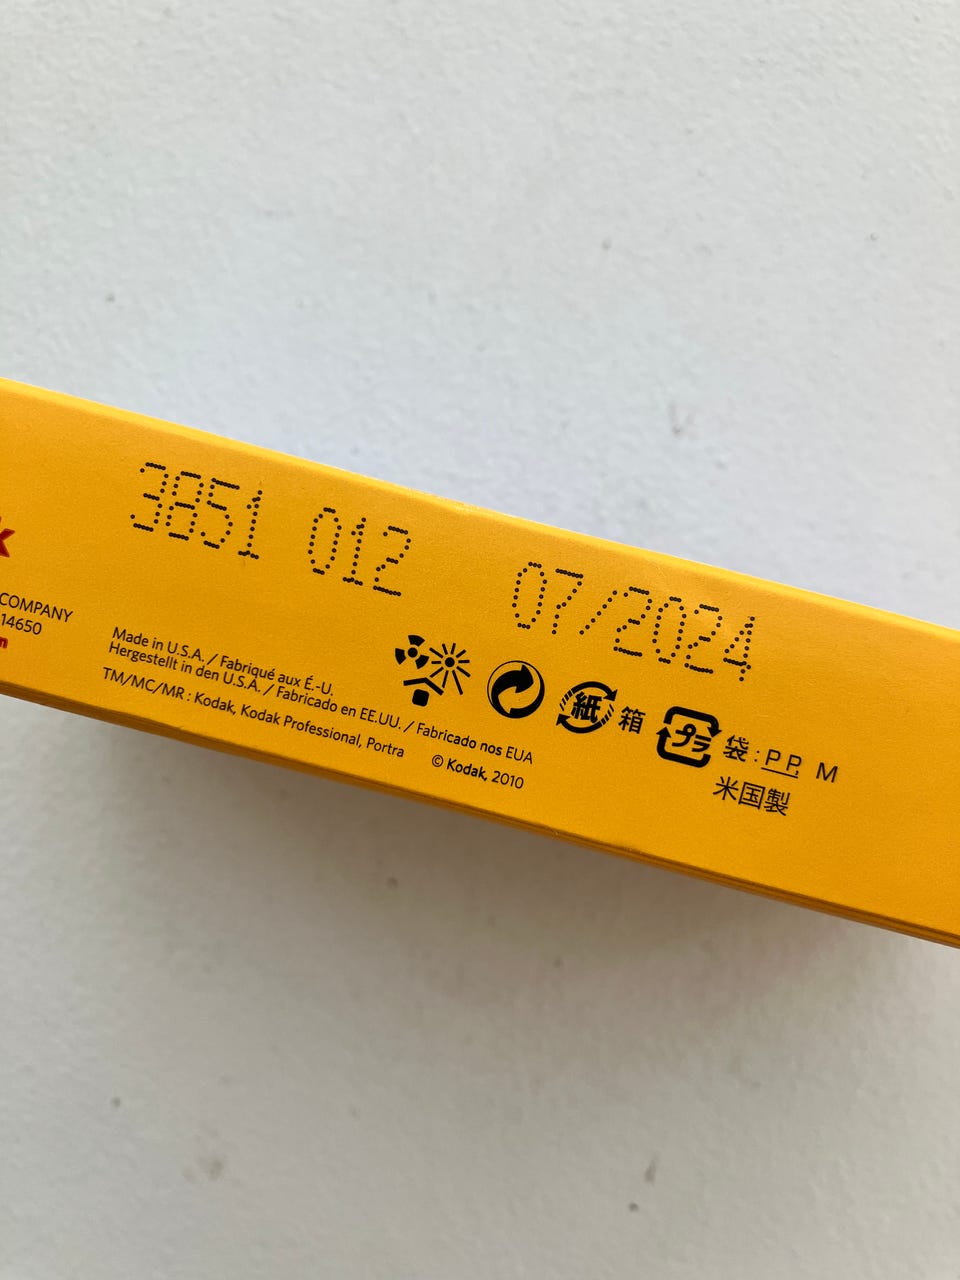 3851 012 07/2024
k
COMPANY
14650
m
Made in U.S.A. / Fabriqué aux É.-U.
Hergestellt in den U.S.A. / Fabricado en EE.UU. / Fabricado nos EUA
TM/MC/MR : Kodak, Kodak Professional, Portra © Kodak, 2010
紙 箱 プラ 袋 : PP, M
米国製